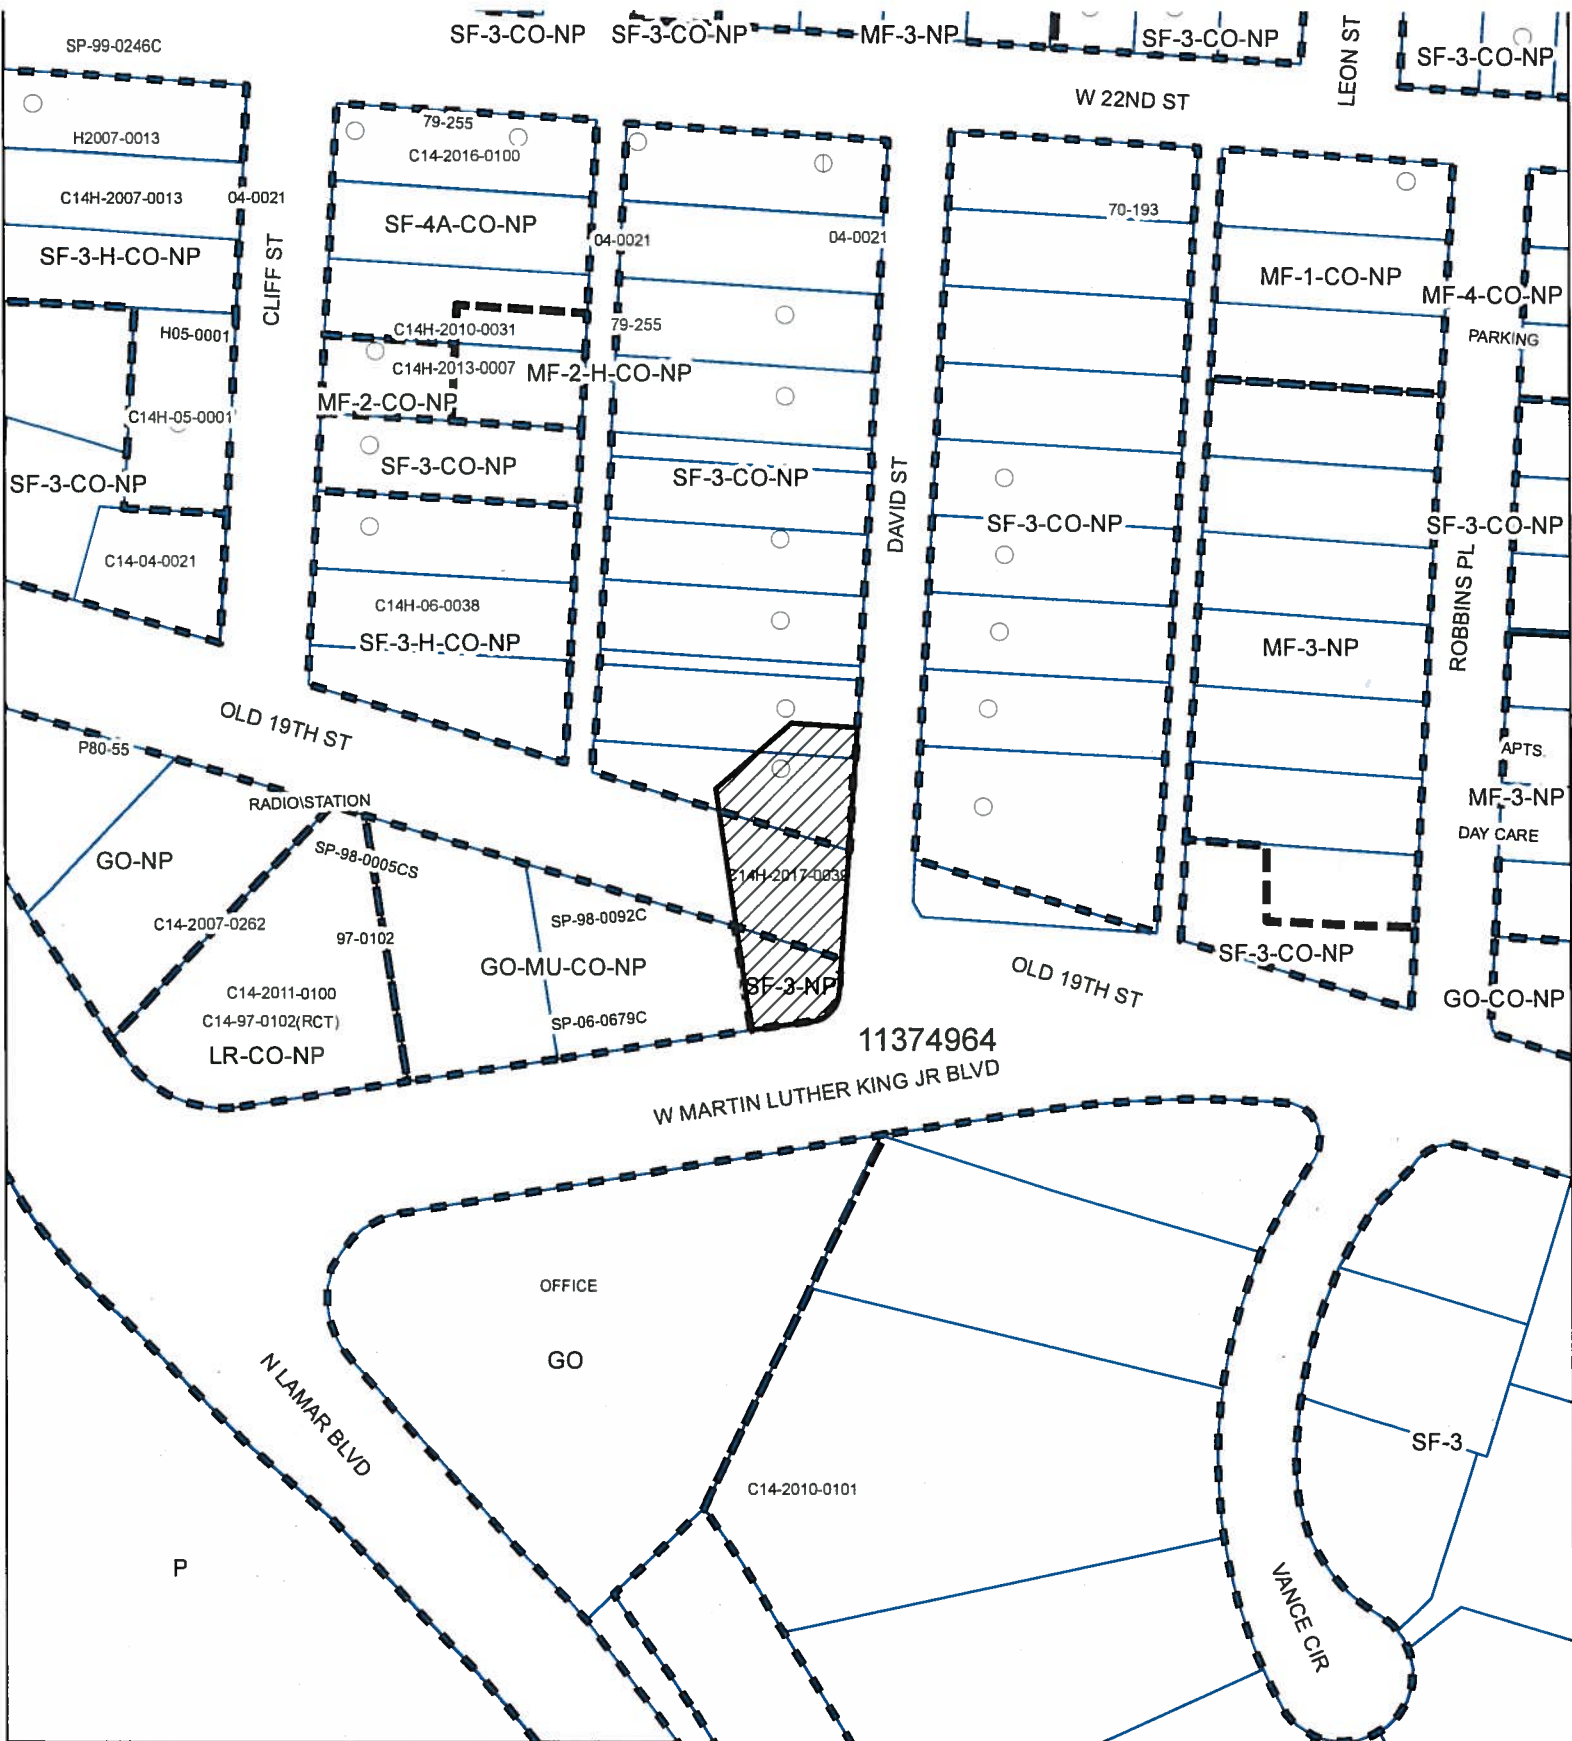 SF-3-CO-NP
SF-3-CO-NP
MF-3-NP
SF-3-CO-NP
LEON ST
SF-3-CO-NP
SP-99-0246C
W 22ND ST
79-255
H2007-0013
C14-2016-0100
C14H-2007-0013
04-0021
SF-4A-CO-NP
04-0021
04-0021
70-193
SF-3-H-CO-NP
CLIFF ST
MF-1-CO-NP
MF-4-CO-NP
H05-0001
C14H-2010-0031
79-255
PARKING
C14H-2013-0007
MF-2-H-CO-NP
MF-2-CO-NP
C14H-05-0001
SF-3-CO-NP
SF-3-CO-NP
SF-3-CO-NP
DAVID ST
SF-3-CO-NP
SF-3-CO-NP
C14-04-0021
C14H-06-0038
SF-3-H-CO-NP
MF-3-NP
ROBBINS PL
OLD 19TH ST
P80-55
APTS.
RADIO\STATION
MF-3-NP
DAY CARE
GO-NP
SP-98-0005CS
C14H-2017-0039
C14-2007-0262
97-0102
SP-98-0092C
GO-MU-CO-NP
SF-3-NP
SF-3-CO-NP
OLD 19TH ST
GO-CO-NP
C14-2011-0100
C14-97-0102(RCT)
SP-06-0679C
LR-CO-NP
11374964
W MARTIN LUTHER KING JR BLVD
OFFICE
GO
N LAMAR BLVD
SF-3
C14-2010-0101
P
VANCE CIR